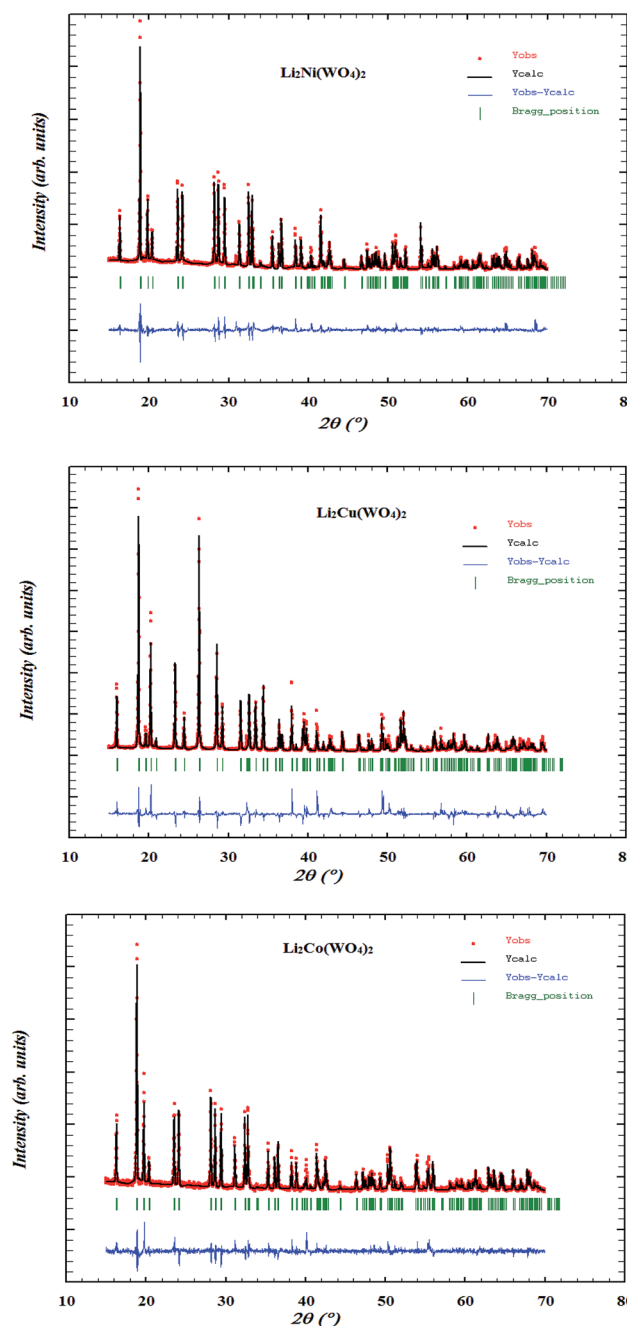 Li₂Ni(WO₄)₂
Yobs
Ycalc
Yobs-Ycalc
Bragg_position
Intensity (arb. units)
10 20 30 40 50 60 70 80
2θ (°)
Li₂Cu(WO₄)₂
Yobs
Ycalc
Yobs-Ycalc
Bragg_position
Intensity (arb. units)
10 20 30 40 50 60 70 80
2θ (°)
Li₂Co(WO₄)₂
Yobs
Ycalc
Yobs-Ycalc
Bragg_position
Intensity (arb. units)
10 20 30 40 50 60 70 80
2θ (°)